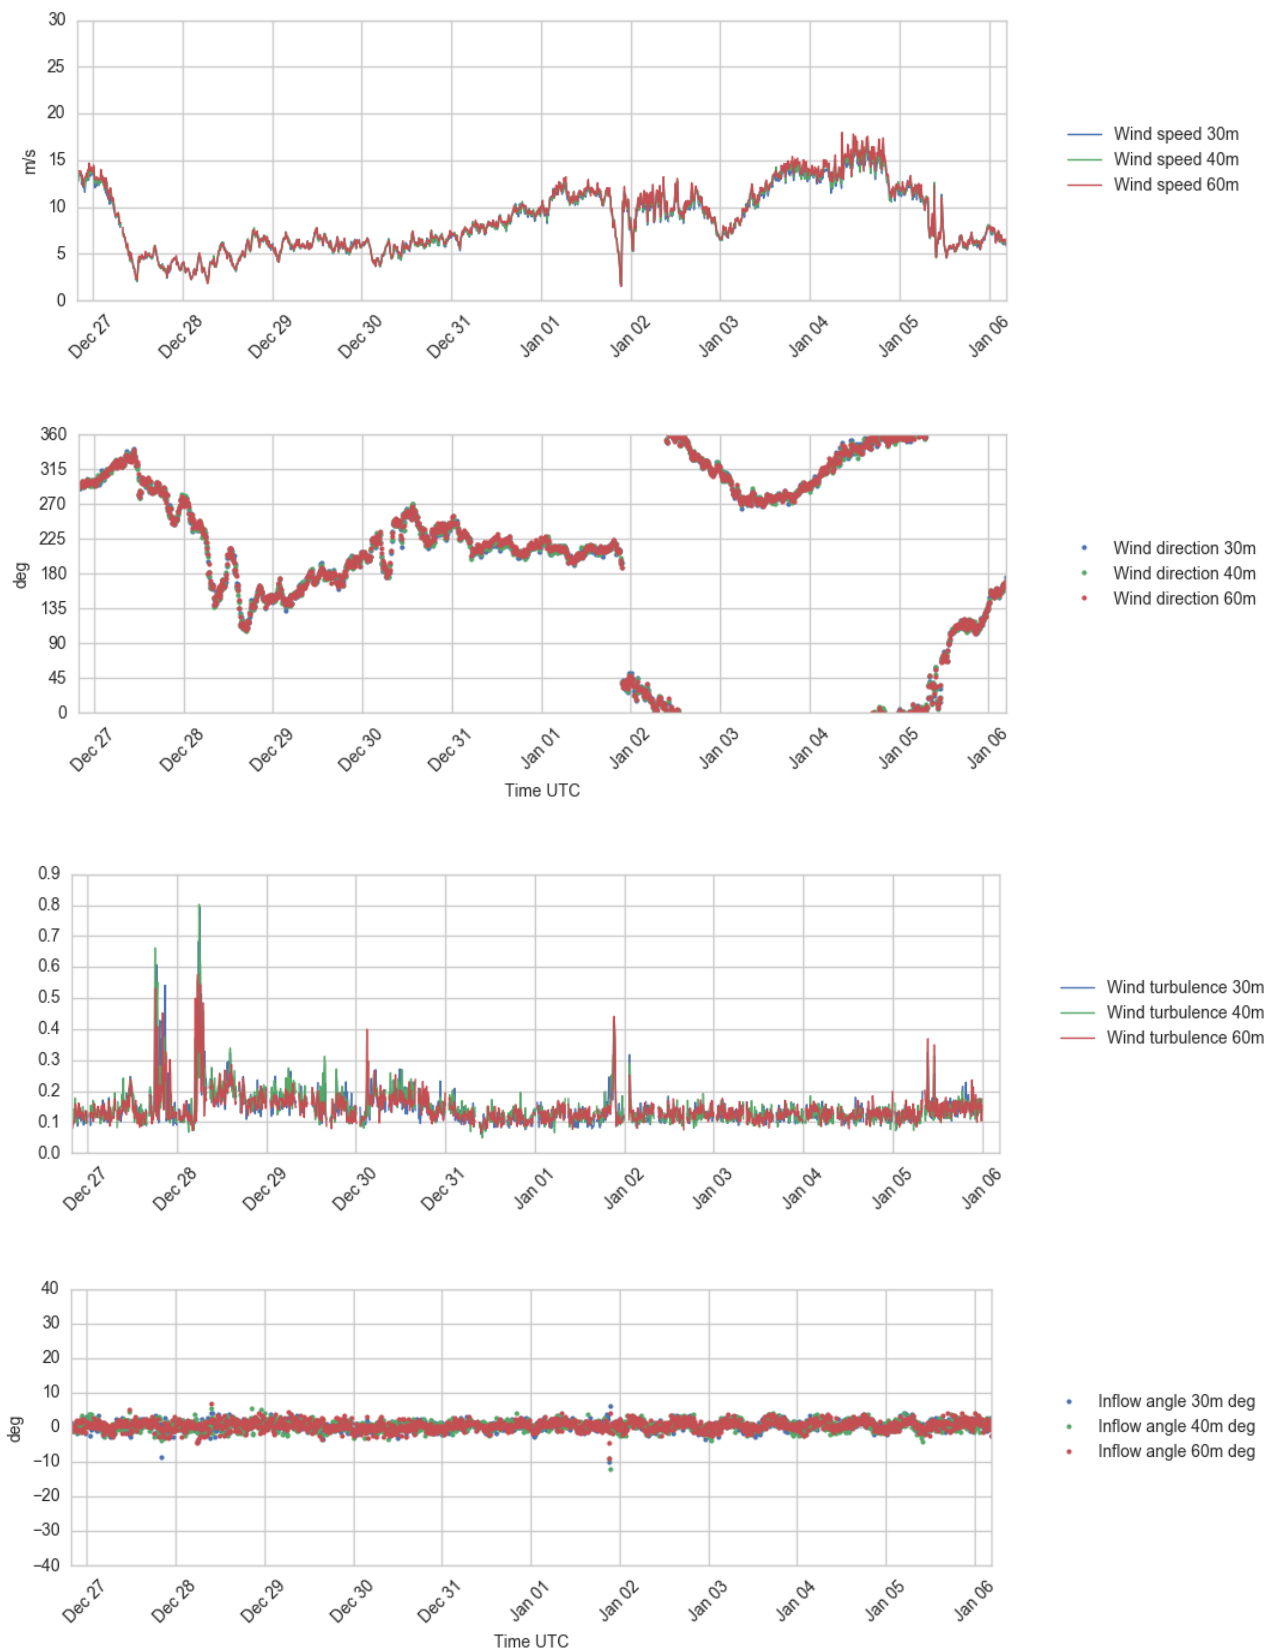 30
25
20
15
10
5
0
m/s
Dec 27
Dec 28
Dec 29
Dec 30
Dec 31
Jan 01
Jan 02
Jan 03
Jan 04
Jan 05
Jan 06
Wind speed 30m
Wind speed 40m
Wind speed 60m
360
315
270
225
180
135
90
45
0
deg
Dec 27
Dec 28
Dec 29
Dec 30
Dec 31
Jan 01
Jan 02
Jan 03
Jan 04
Jan 05
Jan 06
Time UTC
Wind direction 30m
Wind direction 40m
Wind direction 60m
0.9
0.8
0.7
0.6
0.5
0.4
0.3
0.2
0.1
0.0
Dec 27
Dec 28
Dec 29
Dec 30
Dec 31
Jan 01
Jan 02
Jan 03
Jan 04
Jan 05
Jan 06
Wind turbulence 30m
Wind turbulence 40m
Wind turbulence 60m
40
30
20
10
0
−10
−20
−30
−40
deg
Dec 27
Dec 28
Dec 29
Dec 30
Dec 31
Jan 01
Jan 02
Jan 03
Jan 04
Jan 05
Jan 06
Time UTC
Inflow angle 30m deg
Inflow angle 40m deg
Inflow angle 60m deg